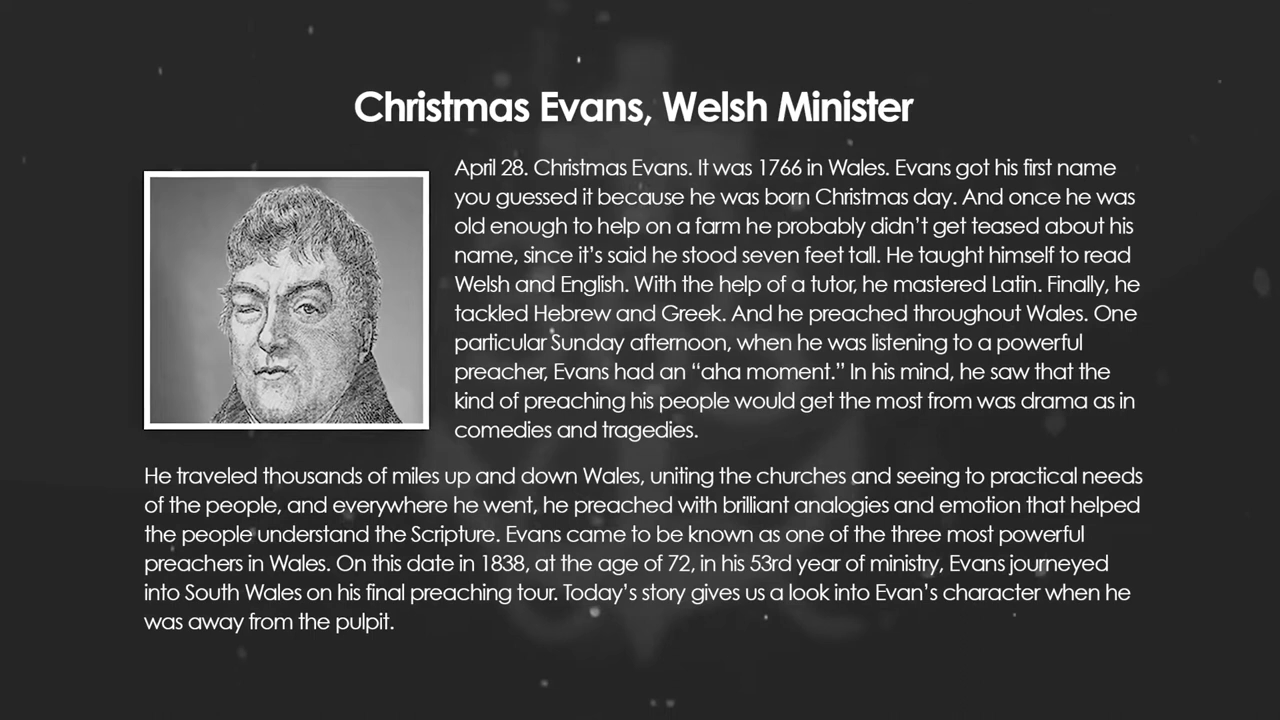 Christmas Evans, Welsh Minister
April 28. Christmas Evans. It was 1766 in Wales. Evans got his first name
you guessed it because he was born Christmas day. And once he was
old enough to help on a farm he probably didn’t get teased about his
name, since it’s said he stood seven feet tall. He taught himself to read
Welsh and English. With the help of a tutor, he mastered Latin. Finally, he
tackled Hebrew and Greek. And he preached throughout Wales. One
particular Sunday afternoon, when he was listening to a powerful
preacher, Evans had an “aha moment.” In his mind, he saw that the
kind of preaching his people would get the most from was drama as in
comedies and tragedies.
He traveled thousands of miles up and down Wales, uniting the churches and seeing to practical needs
of the people, and everywhere he went, he preached with brilliant analogies and emotion that helped
the people understand the Scripture. Evans came to be known as one of the three most powerful
preachers in Wales. On this date in 1838, at the age of 72, in his 53rd year of ministry, Evans journeyed
into South Wales on his final preaching tour. Today’s story gives us a look into Evan’s character when he
was away from the pulpit.